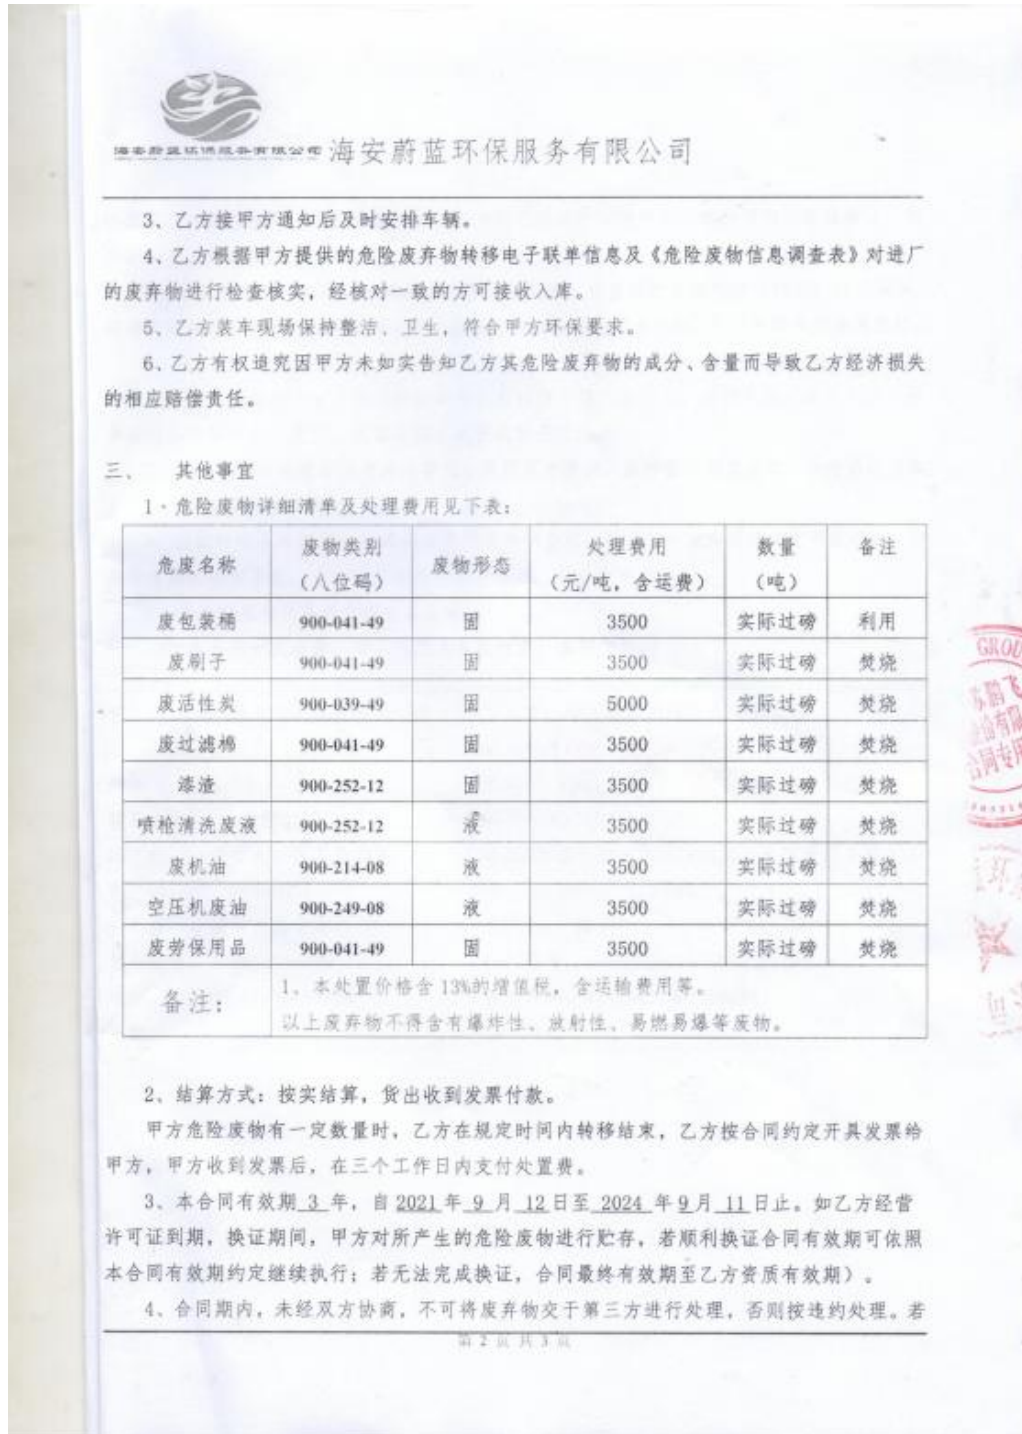 海安蔚蓝环保服务有限公司 海安蔚蓝环保服务有限公司
3、乙方接甲方通知后及时安排车辆。
4、乙方根据甲方提供的危险废弃物转移电子联单信息及《危险废物信息调查表》对进厂
的废弃物进行检查核实，经核对一致的方可接收入库。
5、乙方装车现场保持整洁、卫生，符合甲方环保要求。
6、乙方有权追究因甲方未如实告知乙方其危险废弃物的成分、含量而导致乙方经济损失
的相应赔偿责任。
三、 其他事宜
1·危险废物详细清单及处理费用见下表：
危废名称 废物类别（八位码） 废物形态 处理费用（元/吨，含运费） 数量（吨） 备注
废包装桶 900-041-49 固 3500 实际过磅 利用
废刷子 900-041-49 固 3500 实际过磅 焚烧
废活性炭 900-039-49 固 5000 实际过磅 焚烧
废过滤棉 900-041-49 固 3500 实际过磅 焚烧
漆渣 900-252-12 固 3500 实际过磅 焚烧
喷枪清洗废液 900-252-12 液 3500 实际过磅 焚烧
废机油 900-214-08 液 3500 实际过磅 焚烧
空压机废油 900-249-08 液 3500 实际过磅 焚烧
废劳保用品 900-041-49 固 3500 实际过磅 焚烧
备注： 1、本处置价格含 13%的增值税，含运输费用等。
以上废弃物不得含有爆炸性、放射性、易燃易爆等废物。
2、结算方式：按实结算，货出收到发票付款。
甲方危险废物有一定数量时，乙方在规定时间内转移结束，乙方按合同约定开具发票给
甲方，甲方收到发票后，在三个工作日内支付处置费。
3、本合同有效期 3 年，自 2021 年 9 月 12 日至 2024 年 9 月 11 日止。如乙方经营
许可证到期，换证期间，甲方对所产生的危险废物进行贮存，若顺利换证合同有效期可依照
本合同有效期约定继续执行；若无法完成换证，合同最终有效期至乙方资质有效期）。
4、合同期内，未经双方协商，不可将废弃物交于第三方进行处理，否则按违约处理。若
第 2 页 共 3 页
GROU
苏鹏飞
份有限
合同专用